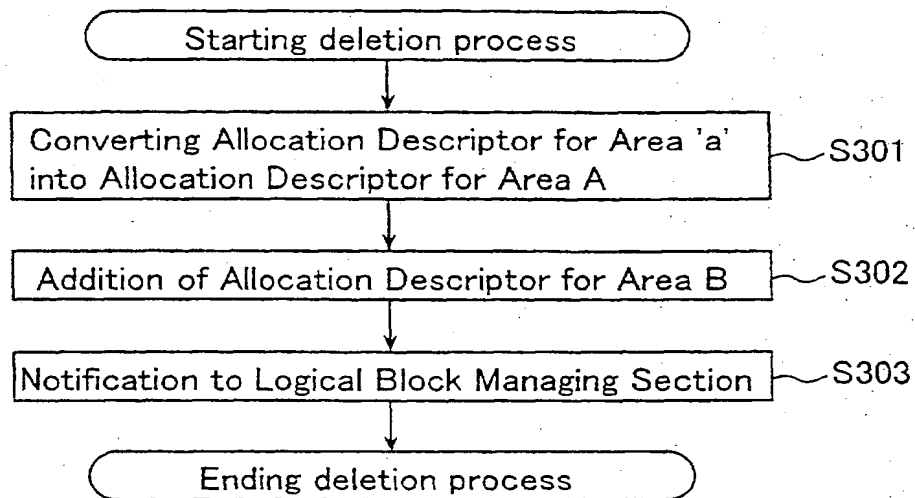 Starting deletion process
Converting Allocation Descriptor for Area 'a'
into Allocation Descriptor for Area A
S301
Addition of Allocation Descriptor for Area B
S302
Notification to Logical Block Managing Section
S303
Ending deletion process